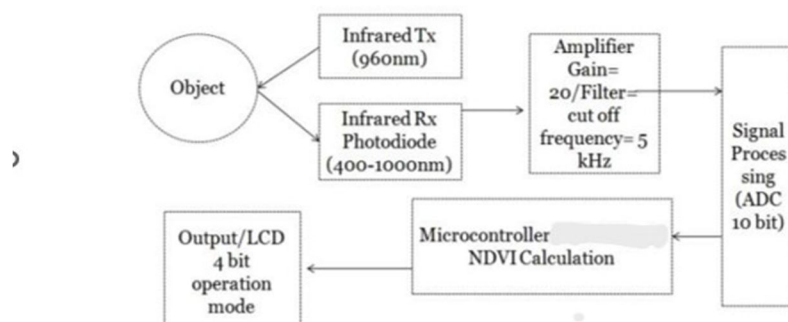 Object
Infrared Tx
(960nm)
Infrared Rx
Photodiode
(400-1000nm)
Amplifier
Gain=
20/Filter=
cut off
frequency= 5
kHz
Signal
Proces
sing
(ADC
10 bit)
Microcontroller
NDVI Calculation
Output/LCD
4 bit
operation
mode